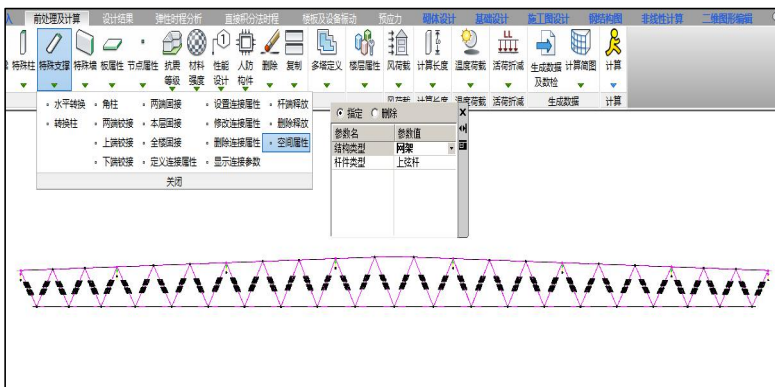 入 前处理及计算 设计结果 弹性时程分析 直接积分法时程 楼板及设备振动 预应力 砌体设计 基础设计 施工图设计 钢结构图 非线性计算 二维图形编辑
特殊柱 特殊支撑 特殊墙 板属性 节点属性 抗震等级 材料强度 性能设计 人防构件 删除 复制 多塔定义 楼层属性 风荷载 计算长度 温度荷载 活荷折减 生成数据及数检 计算简图 计算
风荷载 计算长度 温度荷载 活荷折减 生成数据 计算
水平转换 角柱 两端固接 设置连接属性 杆端释放
转换柱 两端铰接 本层固接 修改连接属性 删除释放
上端铰接 全楼固接 删除连接属性 空间属性
下端铰接 定义连接属性 显示连接参数
关闭
指定 删除 X
参数名 参数值
结构类型 网架
杆件类型 上弦杆